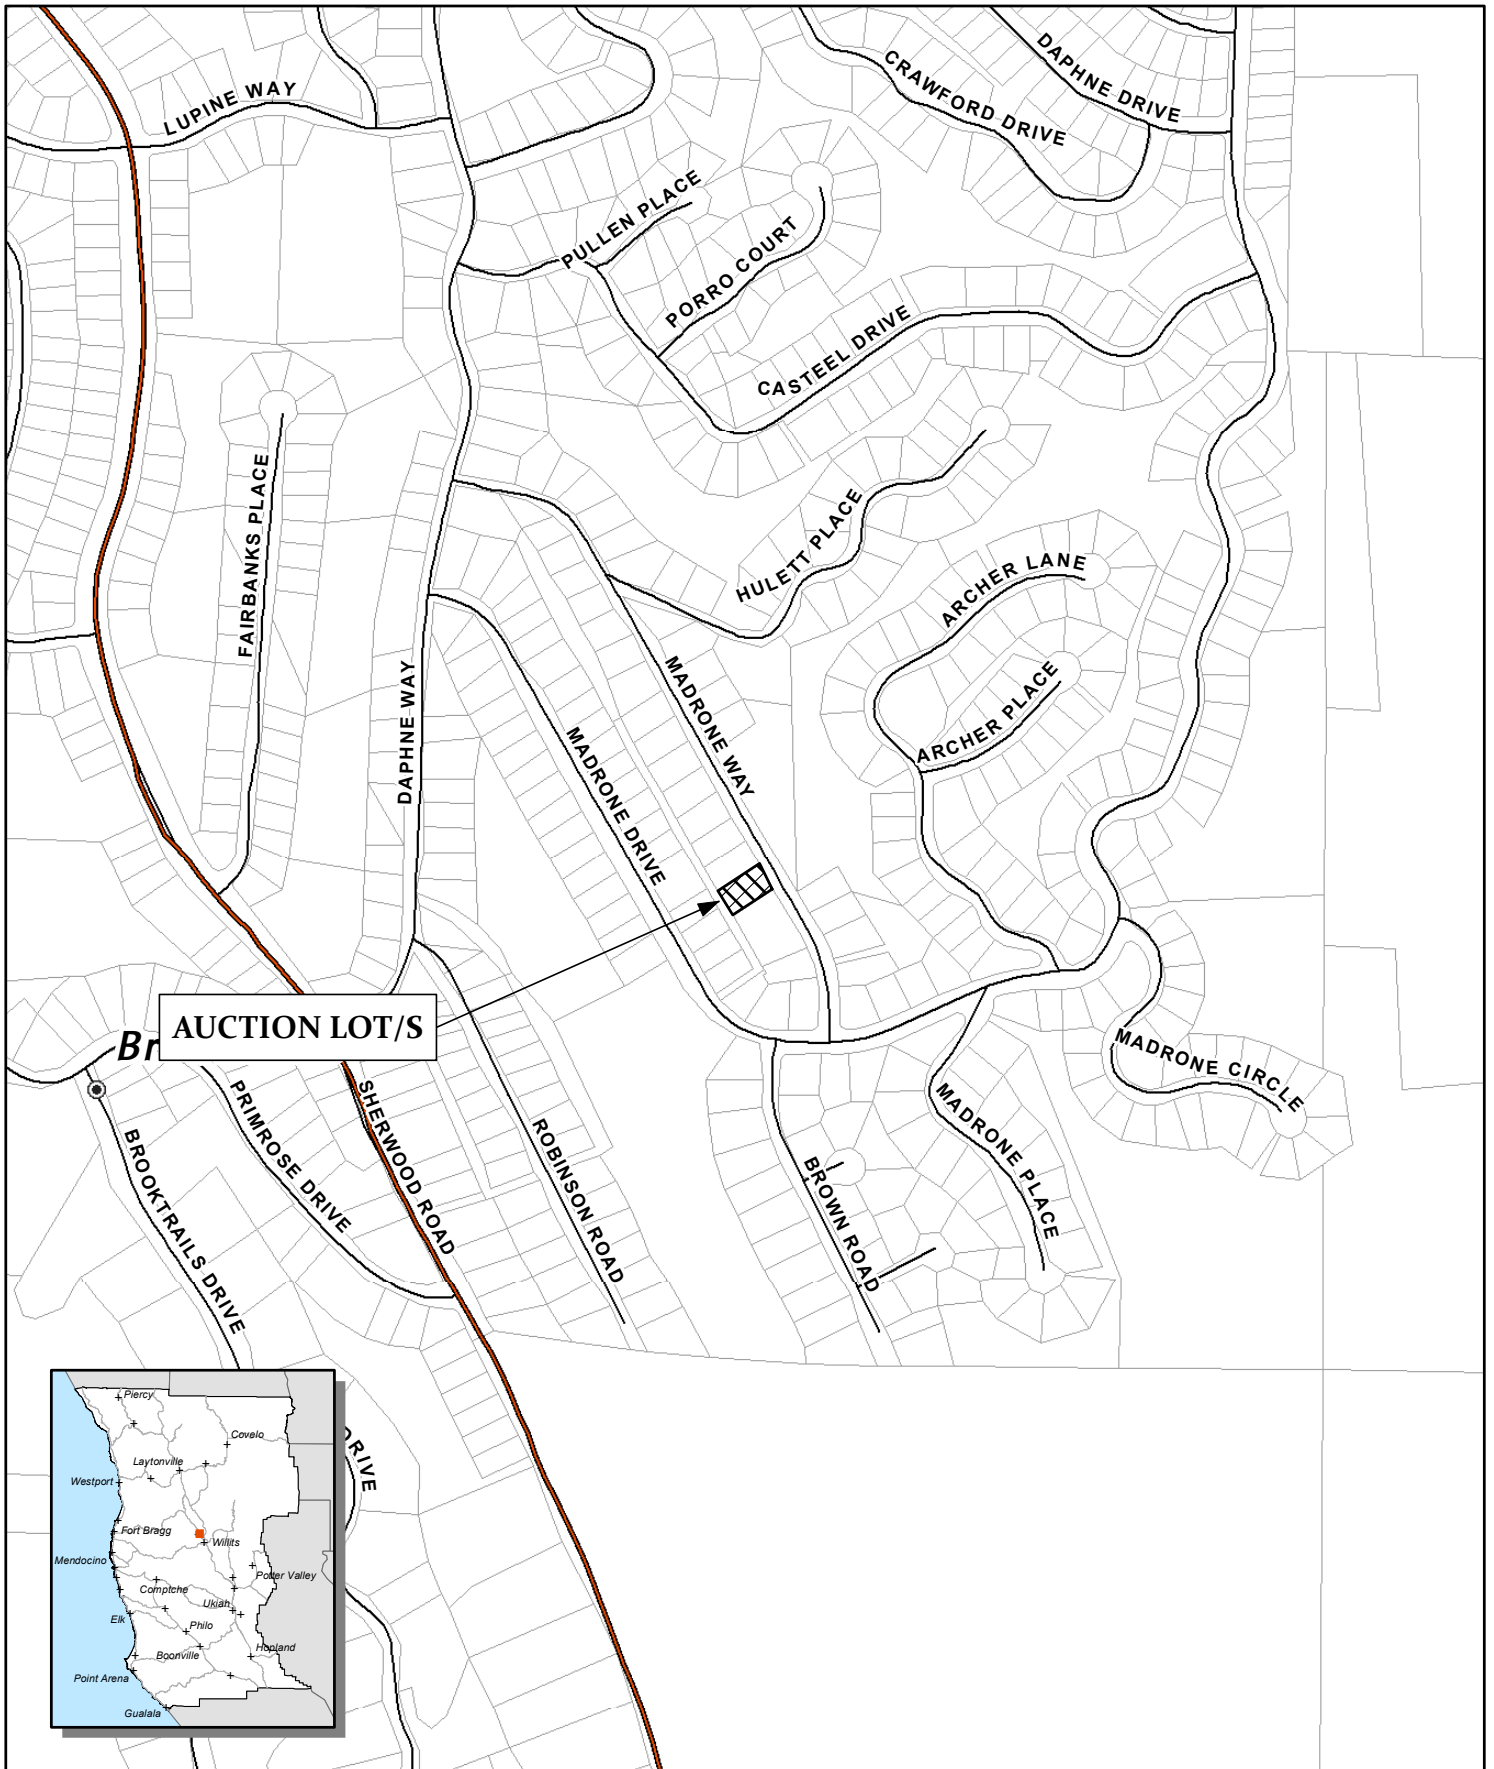 DAPHNE DRIVE
CRAWFORD DRIVE
LUPINE WAY
PULLEN PLACE
PORRO COURT
CASTEEL DRIVE
FAIRBANKS PLACE
HULETT PLACE
ARCHER LANE
DAPHNE WAY
MADRONE WAY
ARCHER PLACE
MADRONE DRIVE
AUCTION LOT/S
Br
MADRONE CIRCLE
PRIMROSE DRIVE
SHERWOOD ROAD
MADRONE PLACE
BROOKTRAILS DRIVE
ROBINSON ROAD
BROWN ROAD
DRIVE
Piercy
Covelo
Laytonville
Westport
Fort Bragg
Willits
Mendocino
Potter Valley
Comptche
Ukiah
Elk
Philo
Boonville
Hopland
Point Arena
Gualala